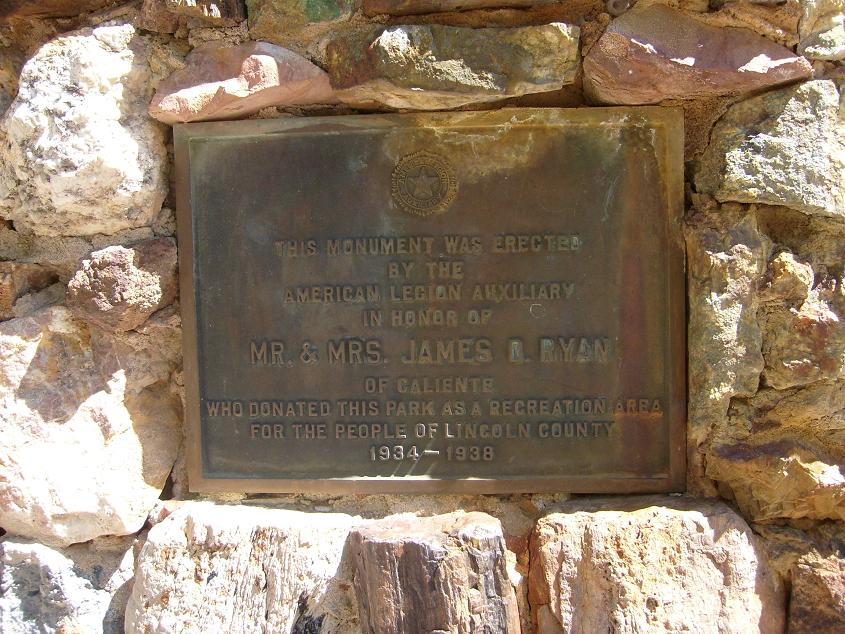 THIS MONUMENT WAS ERECTED
BY THE
AMERICAN LEGION AUXILIARY
IN HONOR OF
MR. & MRS. JAMES D. RYAN
OF CALIENTE
WHO DONATED THIS PARK AS A RECREATION AREA
FOR THE PEOPLE OF LINCOLN COUNTY
1934 — 1938